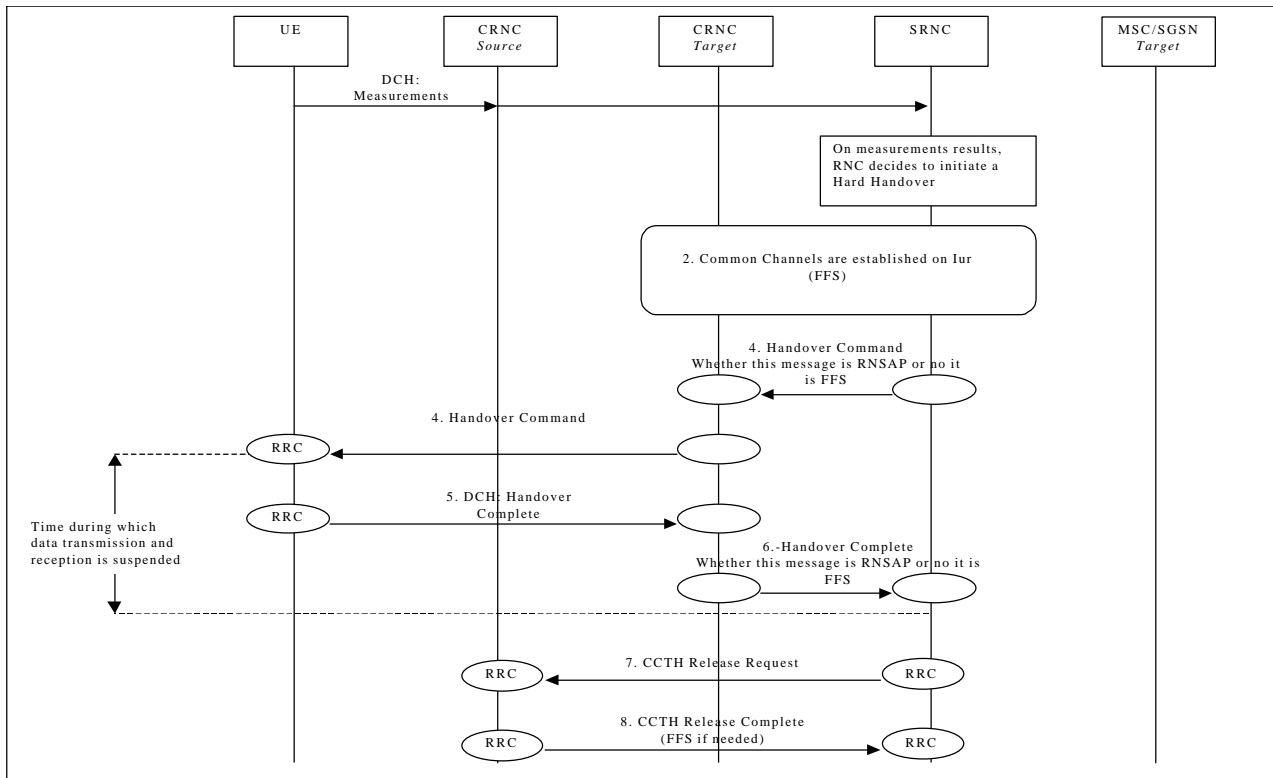 UE
CRNC
Source
CRNC
Target
SRNC
MSC/SGSN
Target
DCH:
Measurements
On measurements results,
RNC decides to initiate a
Hard Handover
2. Common Channels are established on Iur
(FFS)
4. Handover Command
Whether this message is RNSAP or no it
is FFS
4. Handover Command
RRC
5. DCH: Handover
Complete
RRC
Time during which
data transmission and
reception is suspended
6.-Handover Complete
Whether this message is RNSAP or no it is
FFS
7. CCTH Release Request
RRC
RRC
8. CCTH Release Complete
(FFS if needed)
RRC
RRC